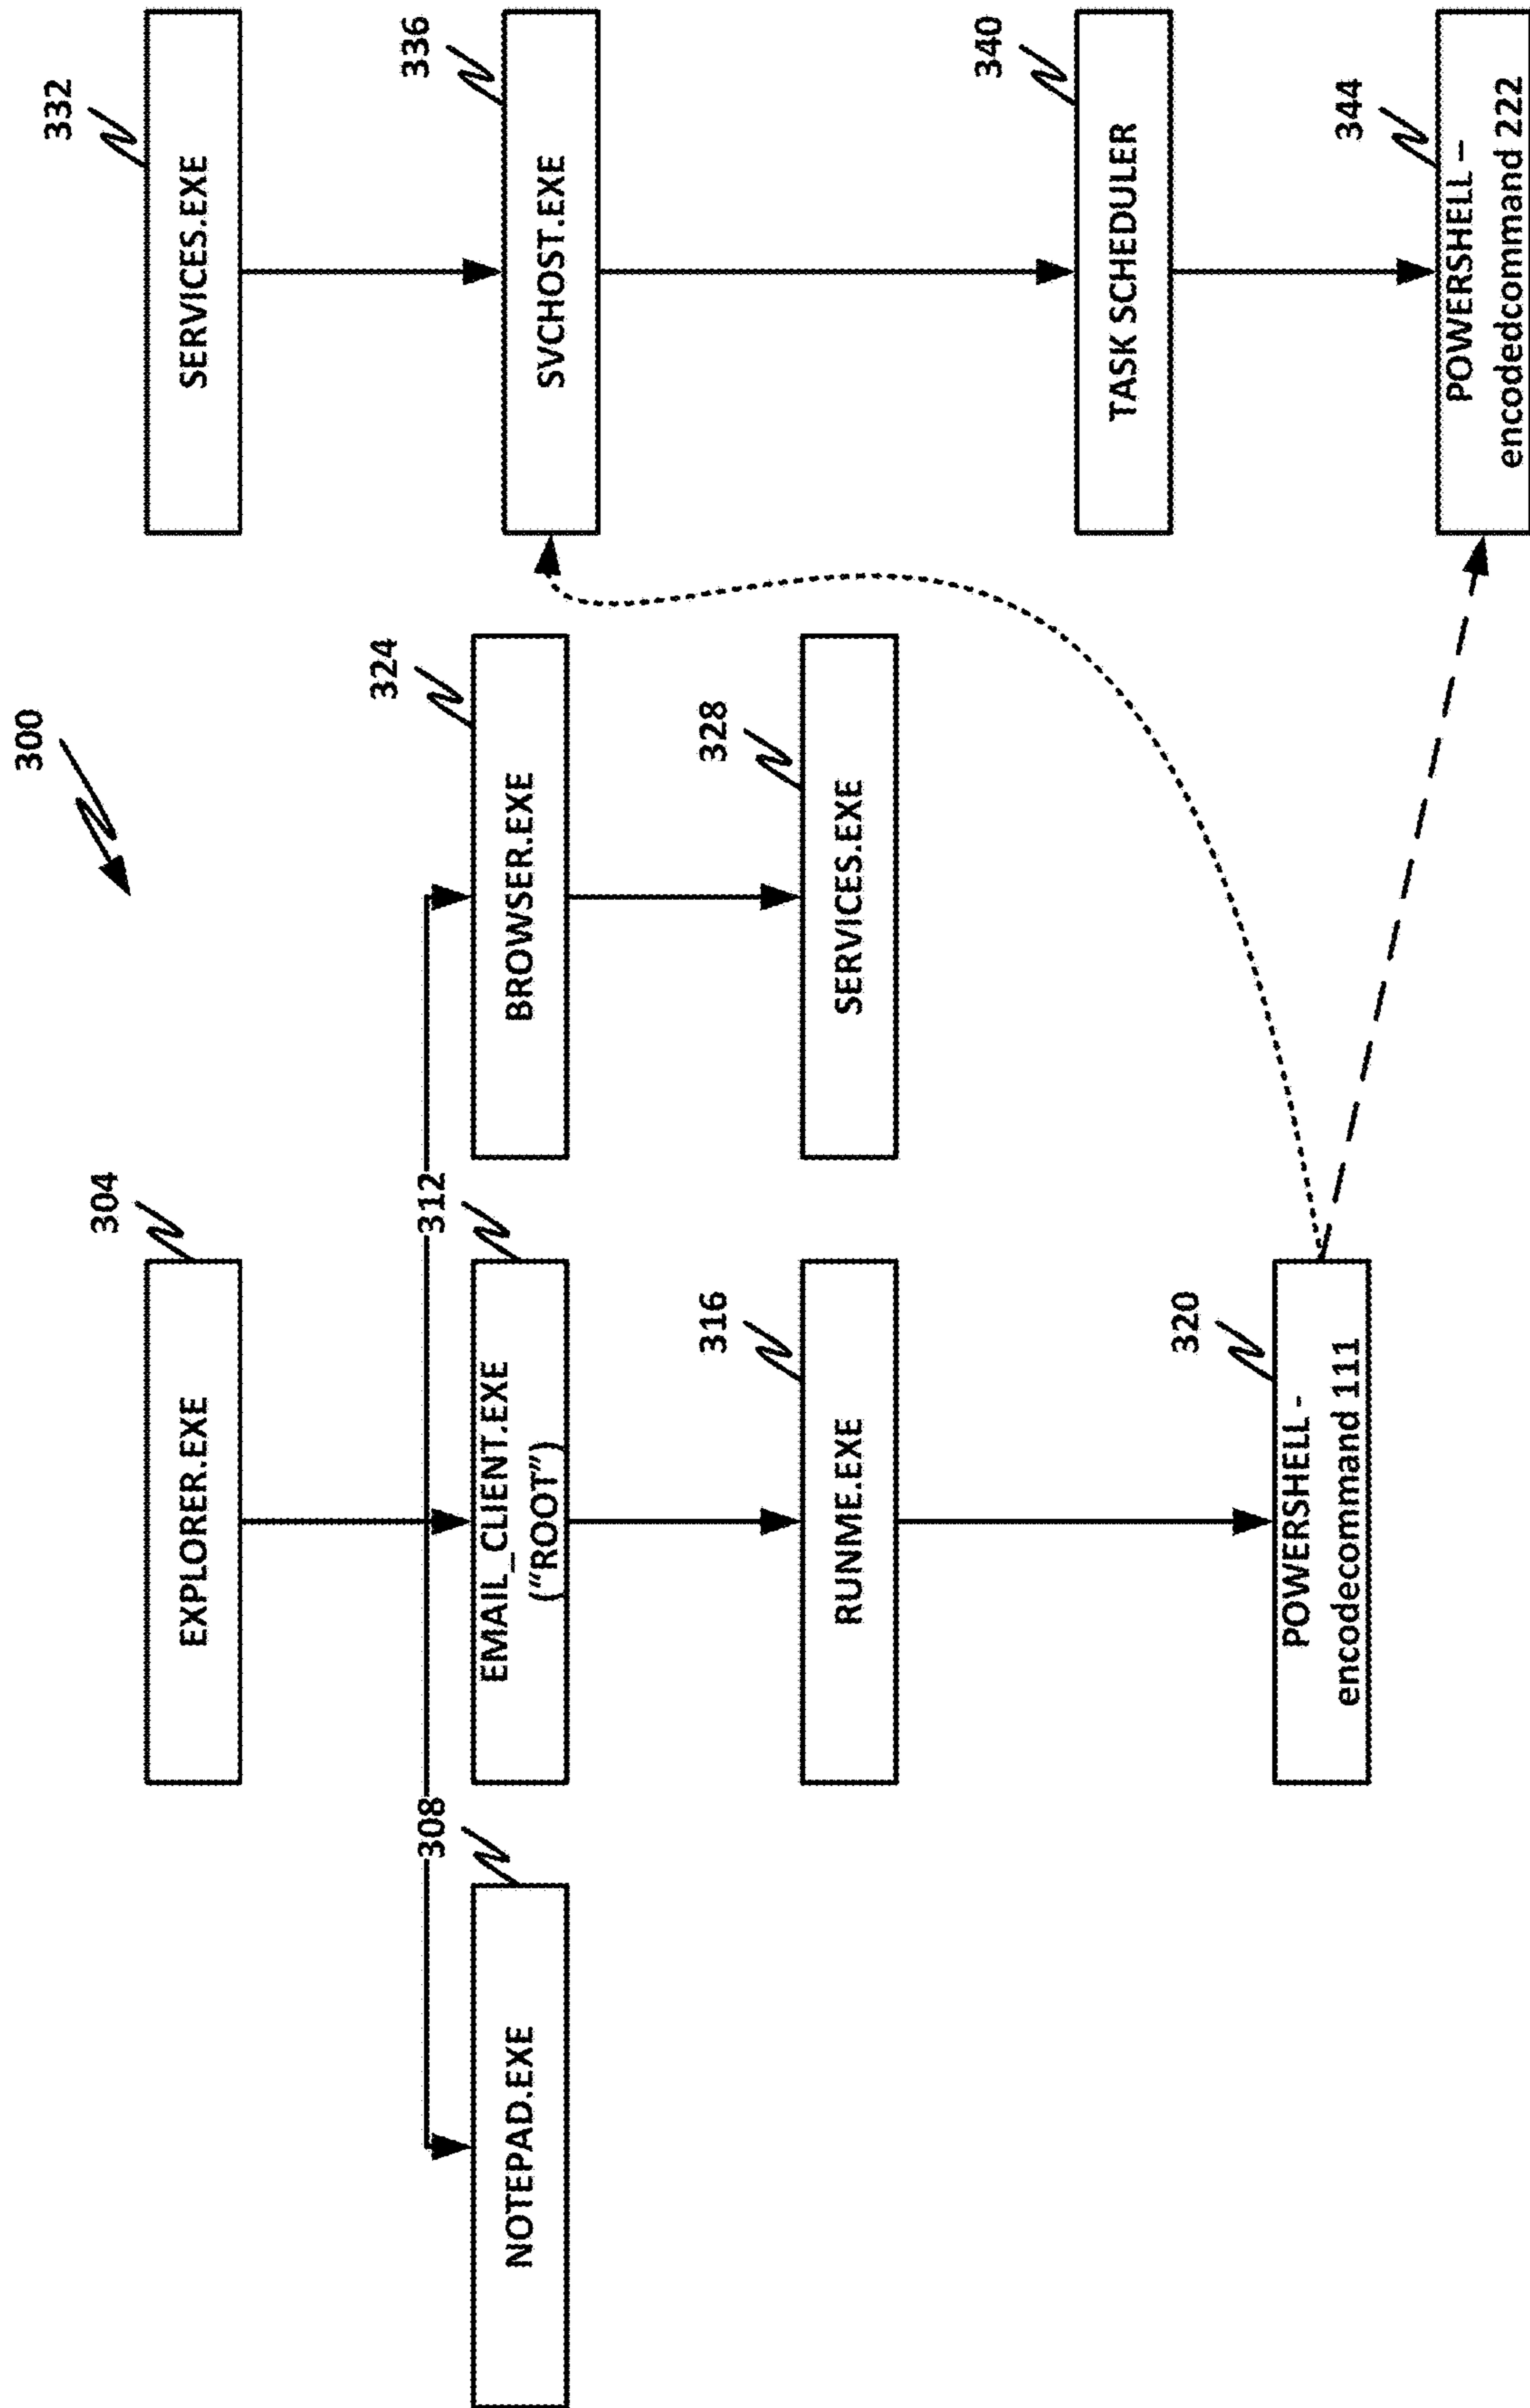 300
304
EXPLORER.EXE
332
SERVICES.EXE
308
NOTEPAD.EXE
312
EMAIL_CLIENT.EXE
("ROOT")
324
BROWSER.EXE
336
SVCHOST.EXE
316
RUNME.EXE
328
SERVICES.EXE
340
TASK SCHEDULER
320
POWERSHELL -
encodecommand 111
344
POWERSHELL –
encodedcommand 222